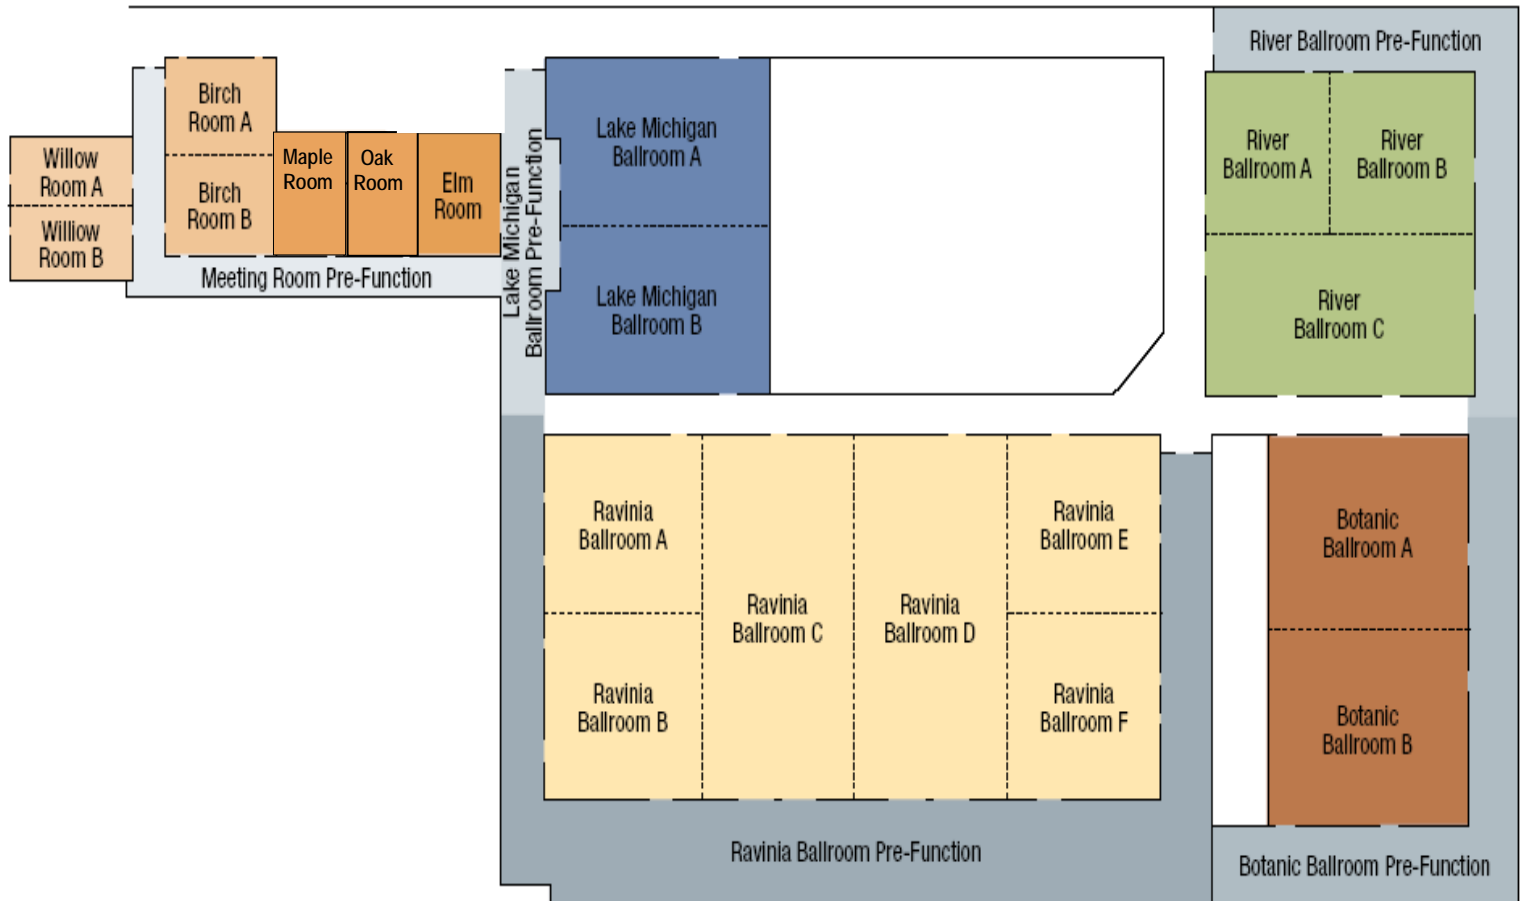 River Ballroom Pre-Function
Birch
Room A
Willow
Room A
Williow
Room B
Birch
Room B
Maple
Room
Oak
Room
Elm
Room
Meeting Room Pre-Function
Lake Michigan
Ballroom Pre-Function
Lake Michigan
Ballroom A
Lake Michigan
Ballroom B
River
Ballroom A
River
Ballroom B
River
Ballroom C
Ravinia
Ballroom A
Ravinia
Ballroom B
Ravinia
Ballroom C
Ravinia
Ballroom D
Ravinia
Ballroom E
Ravinia
Ballroom F
Botanic
Ballroom A
Botanic
Ballroom B
Ravinia Ballroom Pre-Function
Botanic Ballroom Pre-Function